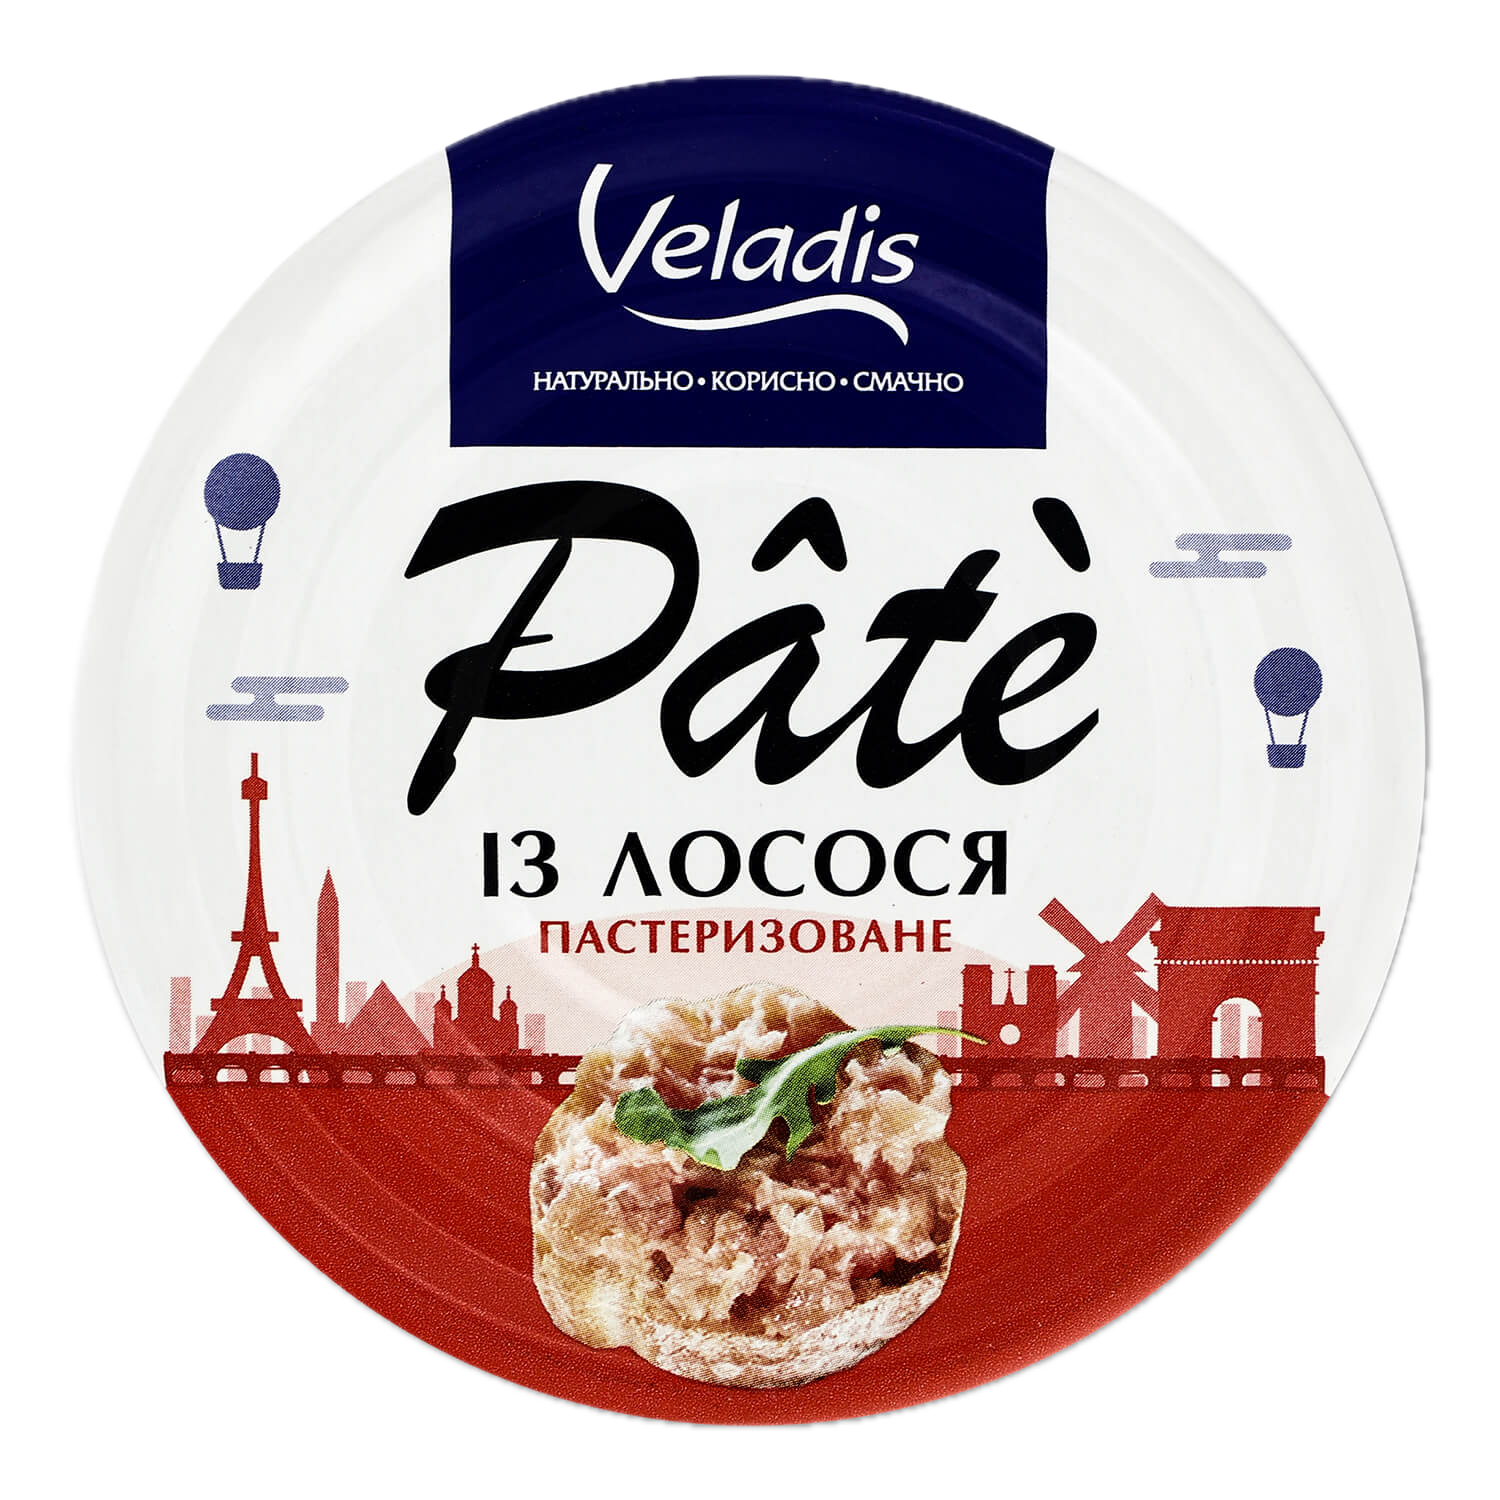 Veladis
НАТУРАЛЬНО • КОРИСНО • СМАЧНО
Pâtè
ІЗ ЛОСОСЯ
ПАСТЕРИЗОВАНЕ